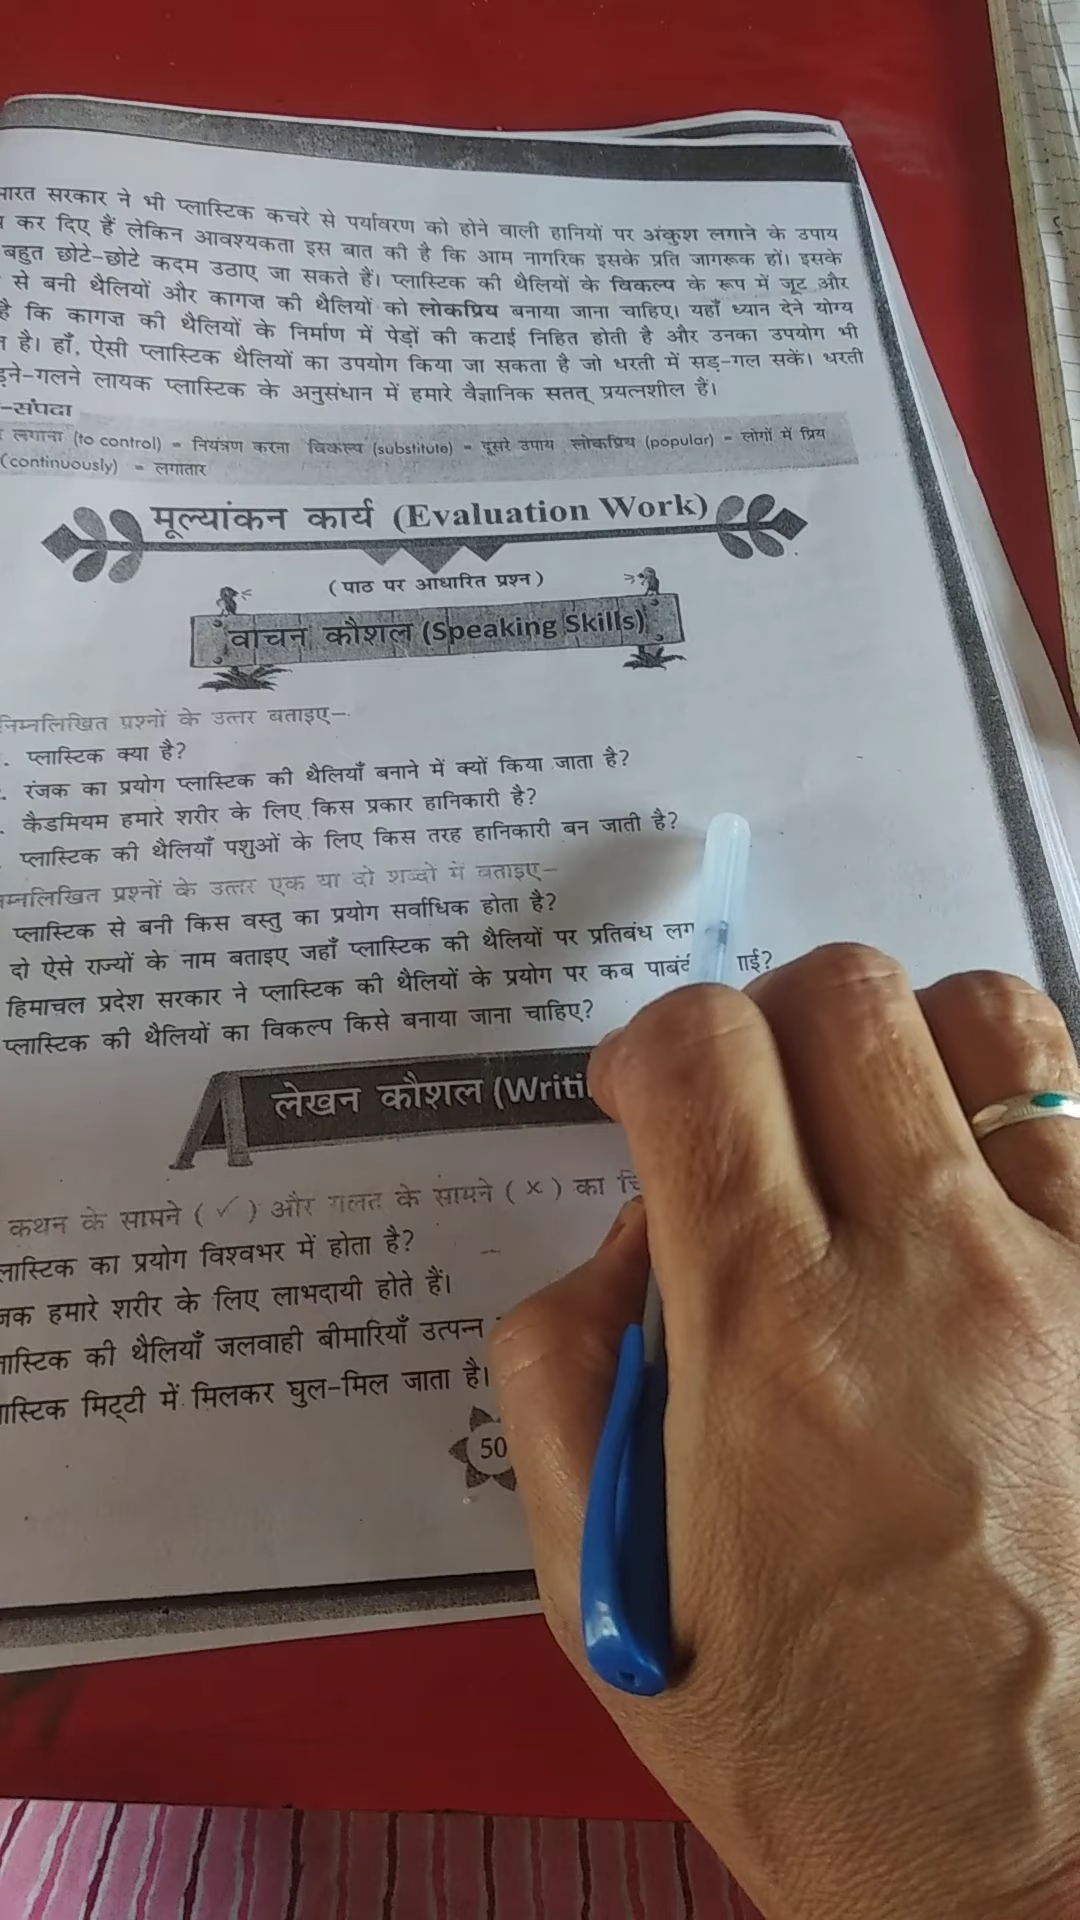 सरकार ने भी प्लास्टिक कचरे से पर्यावरण को होने वाली हानियों पर अंकुश लगाने के उपाय
कर दिए हैं लेकिन आवश्यकता इस बात की है कि आम नागरिक इसके प्रति जागरूक हों। इसके
बहुत छोटे-छोटे कदम उठाए जा सकते हैं। प्लास्टिक की थैलियों के विकल्प के रूप में जूट और
से बनी थैलियों और कागज़ की थैलियों को लोकप्रिय बनाया जाना चाहिए। यहाँ ध्यान देने योग्य
है कि कागज़ की थैलियों के निर्माण में पेड़ों की कटाई निहित होती है और उनका उपयोग भी
है। हाँ, ऐसी प्लास्टिक थैलियों का उपयोग किया जा सकता है जो धरती में सड़-गल सकें। धरती
ड़ने-गलने लायक प्लास्टिक के अनुसंधान में हमारे वैज्ञानिक सतत् प्रयत्नशील हैं।
-संपदा
लगाना (to control) = नियंत्रण करना विकल्प (substitute) = दूसरे उपाय लोकप्रिय (popular) = लोगों में प्रिय
(continuously) = लगातार
मूल्यांकन कार्य (Evaluation Work)
(पाठ पर आधारित प्रश्न)
वाचन कौशल (Speaking Skills)
निम्नलिखित प्रश्नों के उत्तर बताइए–
. प्लास्टिक क्या है?
. रंजक का प्रयोग प्लास्टिक की थैलियाँ बनाने में क्यों किया जाता है?
. कैडमियम हमारे शरीर के लिए किस प्रकार हानिकारी है?
प्लास्टिक की थैलियाँ पशुओं के लिए किस तरह हानिकारी बन जाती है?
म्नलिखित प्रश्नों के उत्तर एक या दो शब्दों में बताइए–
प्लास्टिक से बनी किस वस्तु का प्रयोग सर्वाधिक होता है?
दो ऐसे राज्यों के नाम बताइए जहाँ प्लास्टिक की थैलियों पर प्रतिबंध लग
हिमाचल प्रदेश सरकार ने प्लास्टिक की थैलियों के प्रयोग पर कब पाबंदी गाई?
प्लास्टिक की थैलियों का विकल्प किसे बनाया जाना चाहिए?
लेखन कौशल (Writi
कथन के सामने (✓) और गलत के सामने (×) का चि
लास्टिक का प्रयोग विश्वभर में होता है?
जक हमारे शरीर के लिए लाभदायी होते हैं।
लास्टिक की थैलियाँ जलवाही बीमारियाँ उत्पन्न
लास्टिक मिट्टी में मिलकर घुल-मिल जाता है।
50